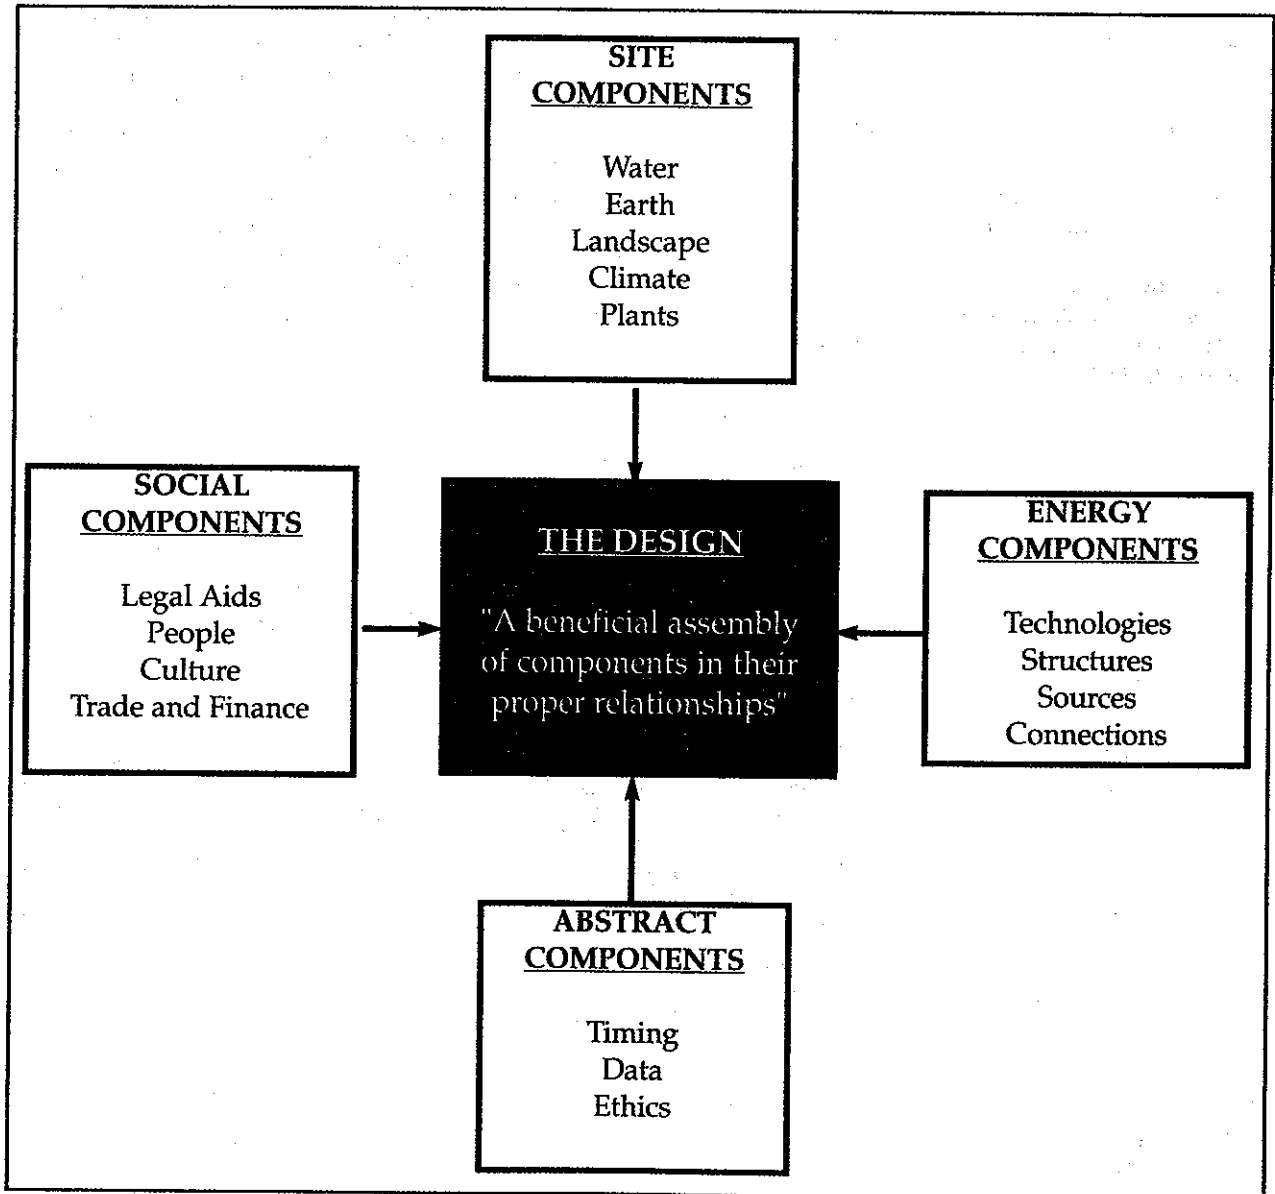 SITE
COMPONENTS
Water
Earth
Landscape
Climate
Plants
SOCIAL
COMPONENTS
Legal Aids
People
Culture
Trade and Finance
THE DESIGN
"A beneficial assembly
of components in their
proper relationships"
ENERGY
COMPONENTS
Technologies
Structures
Sources
Connections
ABSTRACT
COMPONENTS
Timing
Data
Ethics